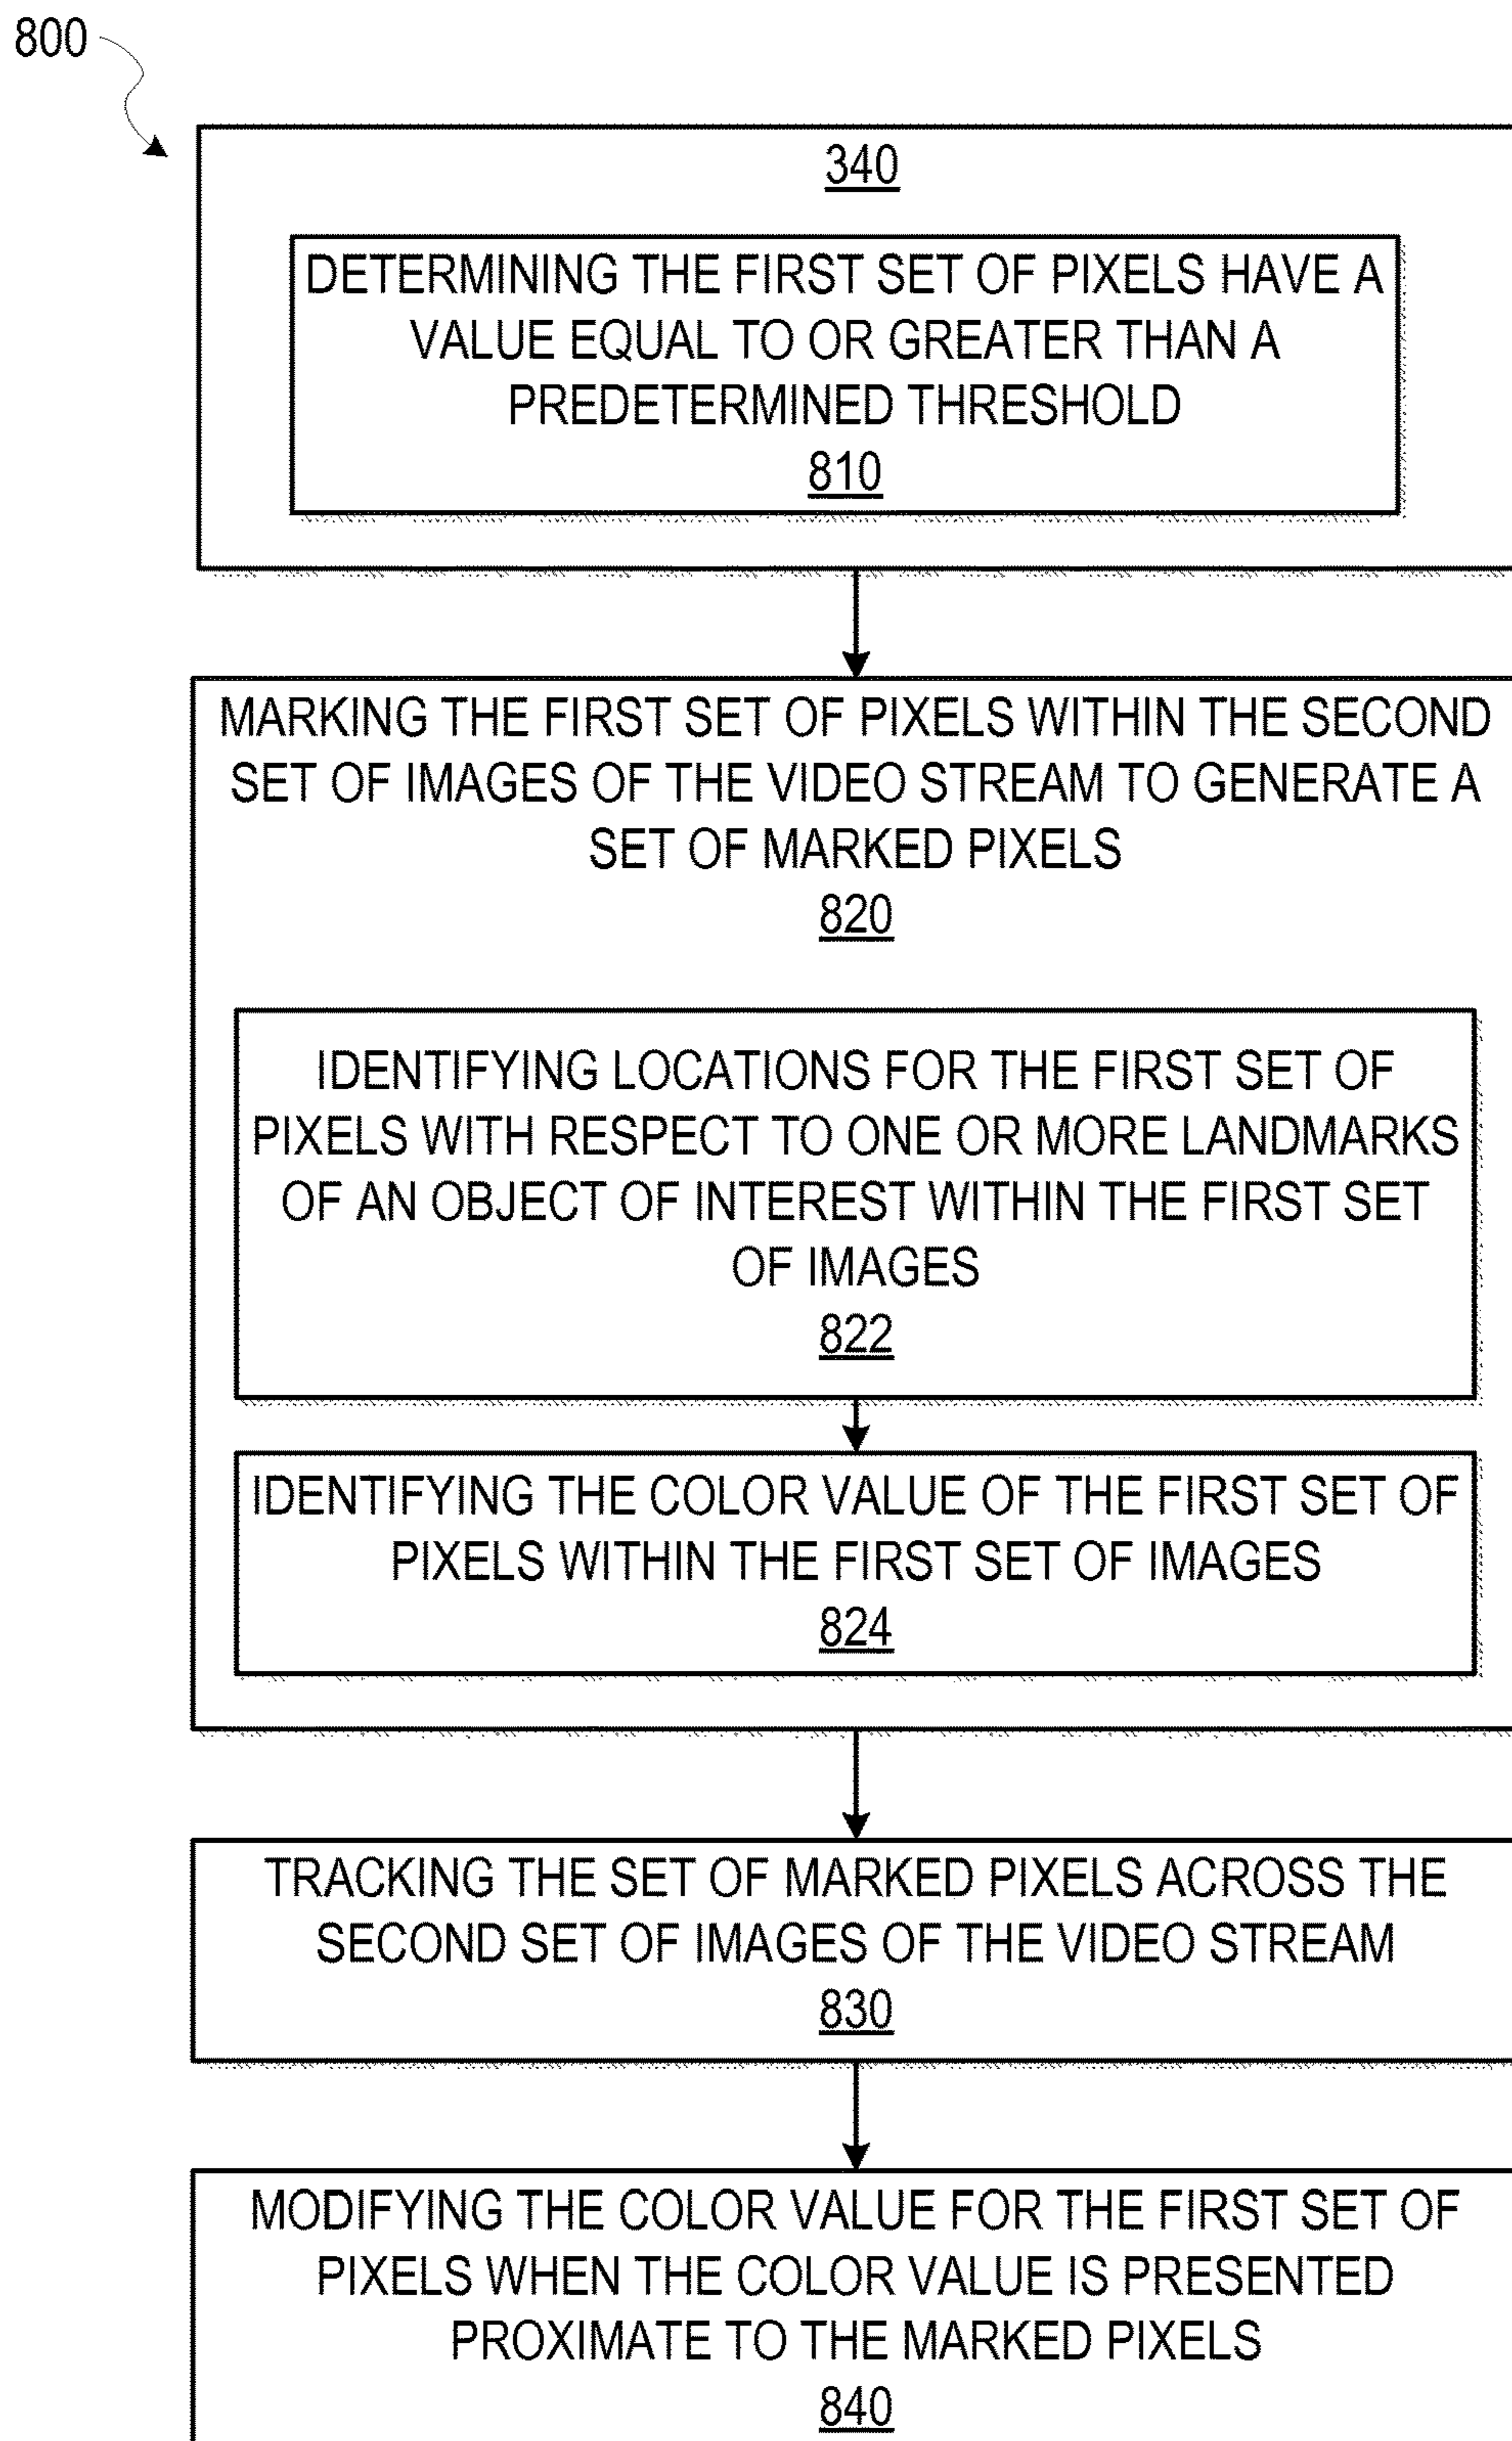 800
340
DETERMINING THE FIRST SET OF PIXELS HAVE A
VALUE EQUAL TO OR GREATER THAN A
PREDETERMINED THRESHOLD
810
MARKING THE FIRST SET OF PIXELS WITHIN THE SECOND
SET OF IMAGES OF THE VIDEO STREAM TO GENERATE A
SET OF MARKED PIXELS
820
IDENTIFYING LOCATIONS FOR THE FIRST SET OF
PIXELS WITH RESPECT TO ONE OR MORE LANDMARKS
OF AN OBJECT OF INTEREST WITHIN THE FIRST SET
OF IMAGES
822
IDENTIFYING THE COLOR VALUE OF THE FIRST SET OF
PIXELS WITHIN THE FIRST SET OF IMAGES
824
TRACKING THE SET OF MARKED PIXELS ACROSS THE
SECOND SET OF IMAGES OF THE VIDEO STREAM
830
MODIFYING THE COLOR VALUE FOR THE FIRST SET OF
PIXELS WHEN THE COLOR VALUE IS PRESENTED
PROXIMATE TO THE MARKED PIXELS
840